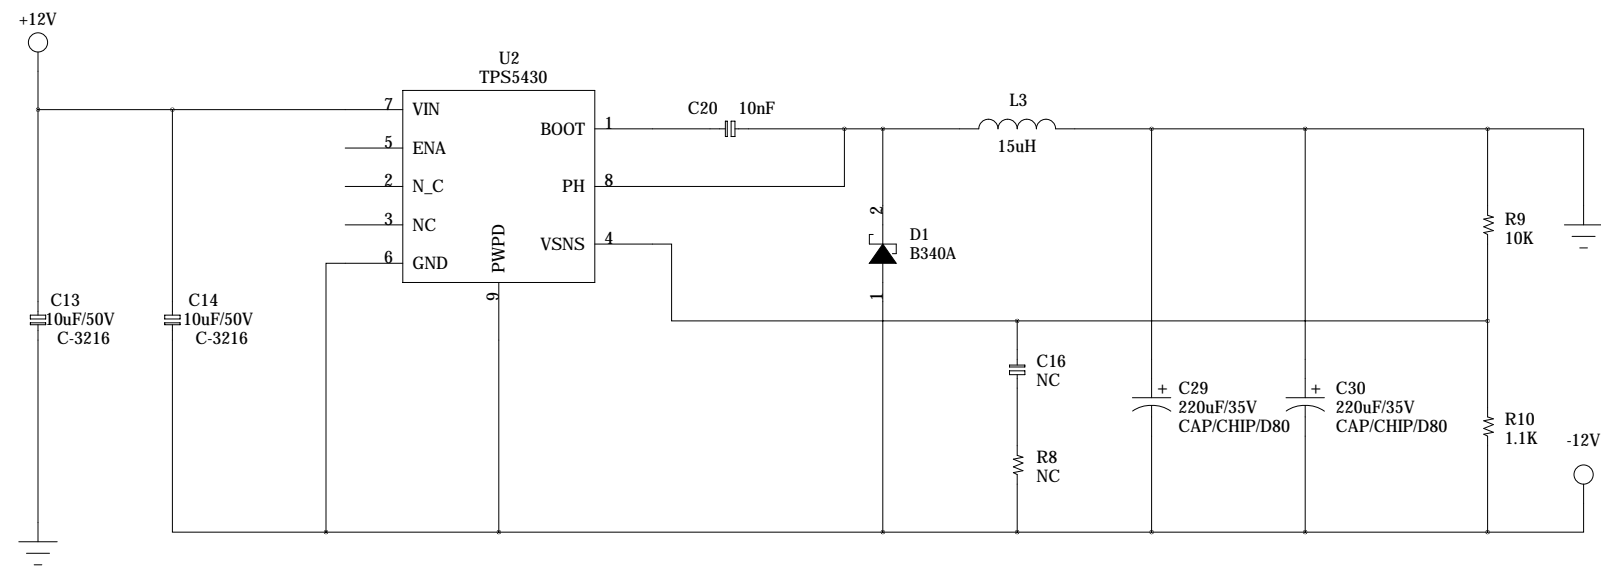 +12V
U2
TPS5430
7 VIN
5 ENA
2 N_C
3 NC
6 GND
BOOT 1
PH 8
VSNS 4
PWPD
9
C20 10nF
L3
15uH
2
D1
B340A
1
R9
10K
C13
10uF/50V
C-3216
C14
10uF/50V
C-3216
C16
NC
R8
NC
+ C29
220uF/35V
CAP/CHIP/D80
+ C30
220uF/35V
CAP/CHIP/D80
R10
1.1K
-12V